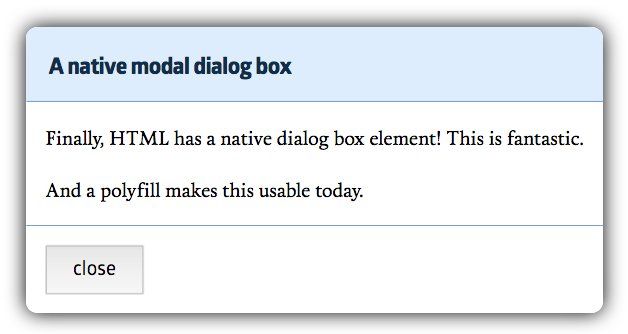 A native modal dialog box
Finally, HTML has a native dialog box element! This is fantastic.
And a polyfill makes this usable today.
close